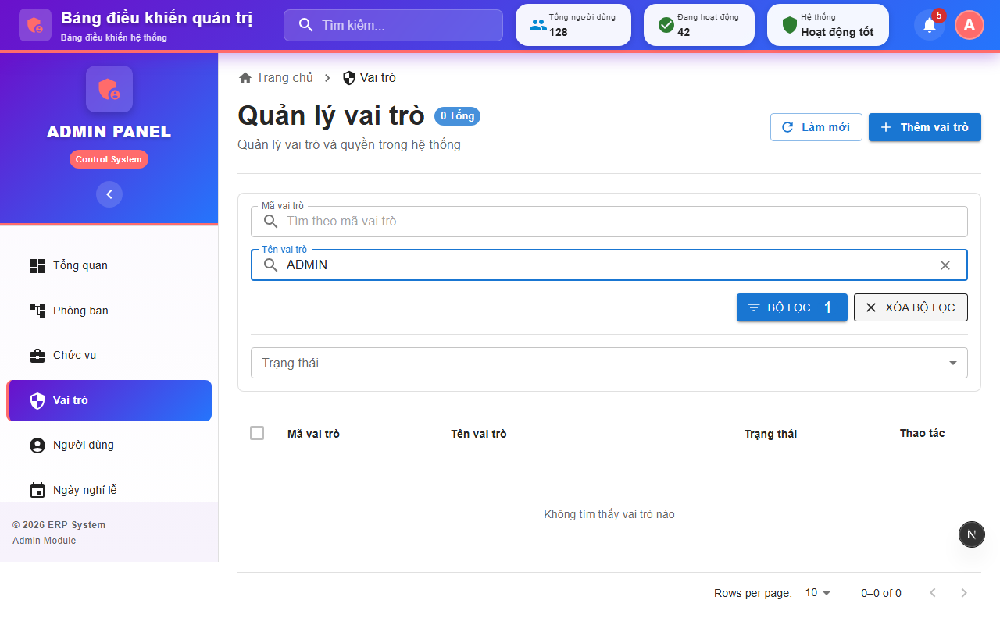 Bảng điều khiển quản trị
Bảng điều khiển hệ thống
Tìm kiếm...
Tổng người dùng
128
Đang hoạt động
42
Hệ thống
Hoạt động tốt
5
A
ADMIN PANEL
Control System
Tổng quan
Phòng ban
Chức vụ
Vai trò
Người dùng
Ngày nghỉ lễ
© 2026 ERP System
Admin Module
Trang chủ
Vai trò
Quản lý vai trò
0 Tổng
Quản lý vai trò và quyền trong hệ thống
Làm mới
Thêm vai trò
Mã vai trò
Tìm theo mã vai trò...
Tên vai trò
ADMIN
BỘ LỌC 1
XÓA BỘ LỌC
Trạng thái
Mã vai trò Tên vai trò Trạng thái Thao tác
Không tìm thấy vai trò nào
N
Rows per page: 10 0–0 of 0